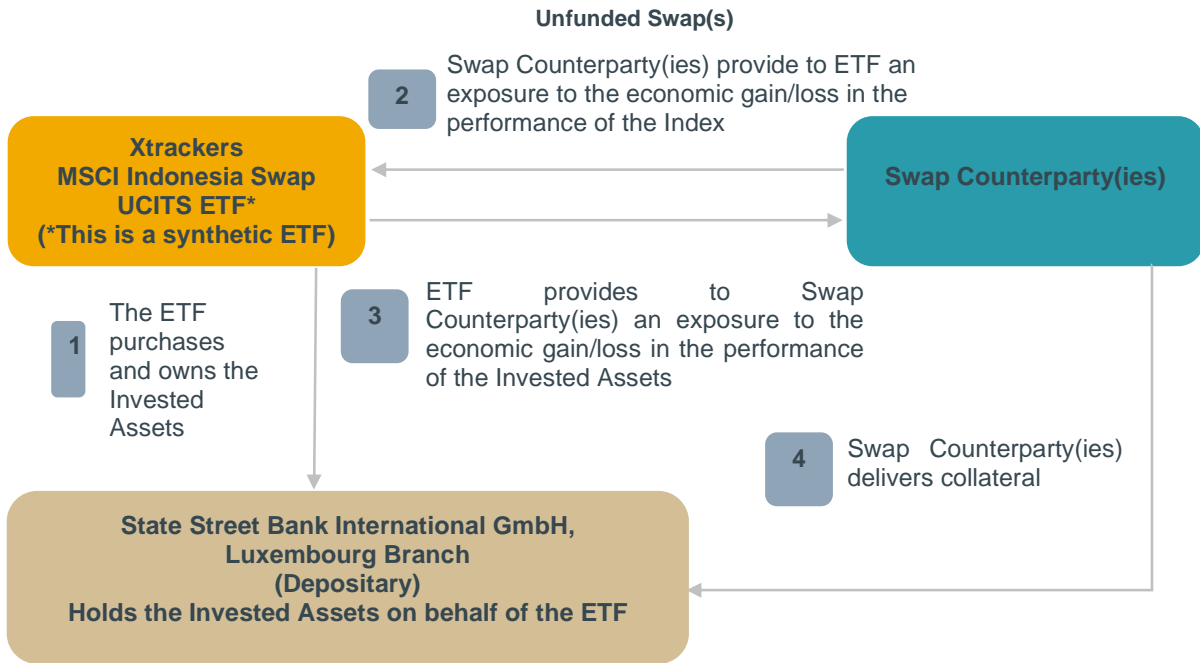 Unfunded Swap(s)
2
Swap Counterparty(ies) provide to ETF an
exposure to the economic gain/loss in the
performance of the Index
Xtrackers
MSCI Indonesia Swap
UCITS ETF*
(*This is a synthetic ETF)
Swap Counterparty(ies)
1
The ETF
purchases
and owns the
Invested
Assets
3
ETF provides to Swap
Counterparty(ies) an exposure to the
economic gain/loss in the performance
of the Invested Assets
4
Swap Counterparty(ies)
delivers collateral
State Street Bank International GmbH,
Luxembourg Branch
(Depositary)
Holds the Invested Assets on behalf of the ETF